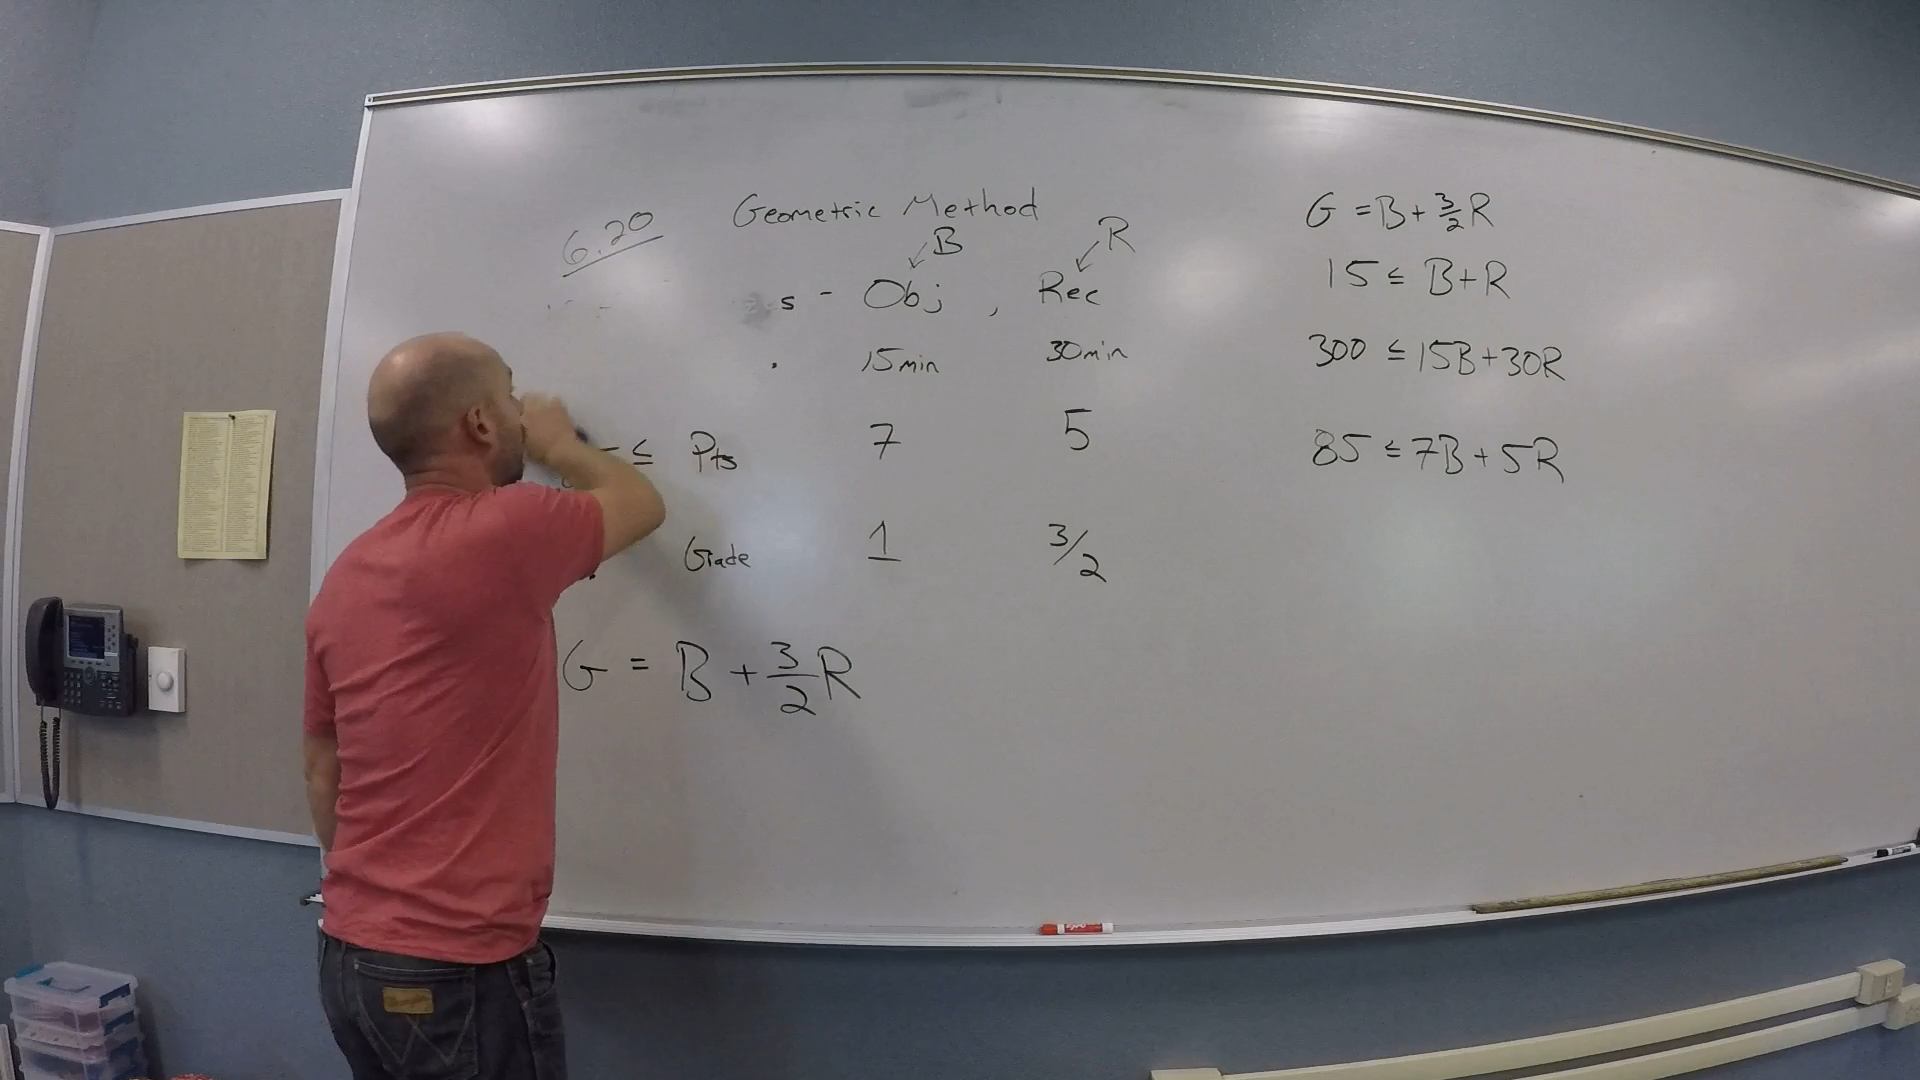 6.20
Geometric Method
B
R
s - Obj , Rec
15min 30min
≤ Pts 7 5
Grade 1 3/2
G = B + 3/2 R
G = B + 3/2 R
15 ≤ B + R
300 ≤ 15B + 30R
85 ≤ 7B + 5R